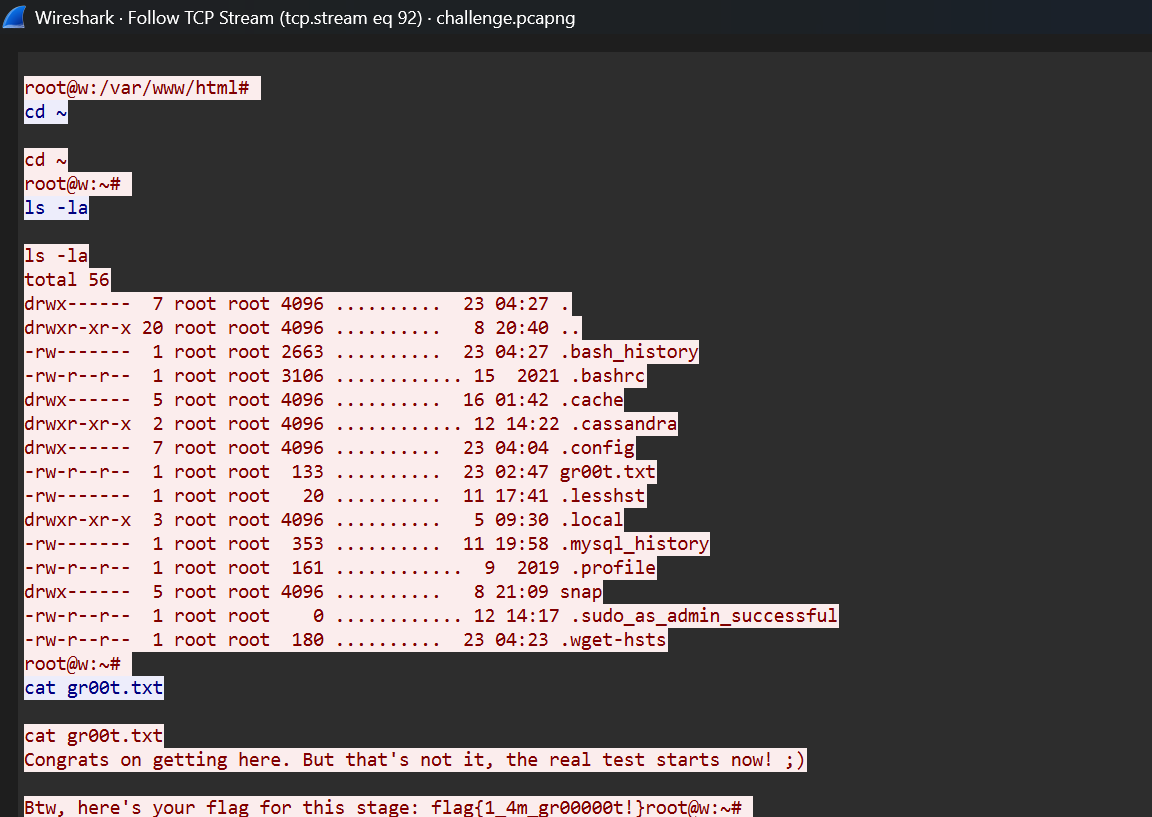 Wireshark · Follow TCP Stream (tcp.stream eq 92) · challenge.pcapng
root@w:/var/www/html#
cd ~
cd ~
root@w:~#
ls -la
ls -la
total 56
drwx------  7 root root 4096 ..........  23 04:27 .
drwxr-xr-x 20 root root 4096 ..........   8 20:40 ..
-rw-------  1 root root 2663 ..........  23 04:27 .bash_history
-rw-r--r--  1 root root 3106 ............ 15  2021 .bashrc
drwx------  5 root root 4096 ..........  16 01:42 .cache
drwxr-xr-x  2 root root 4096 ............ 12 14:22 .cassandra
drwx------  7 root root 4096 ..........  23 04:04 .config
-rw-r--r--  1 root root  133 ..........  23 02:47 gr00t.txt
-rw-------  1 root root   20 ..........  11 17:41 .lesshst
drwxr-xr-x  3 root root 4096 ..........   5 09:30 .local
-rw-------  1 root root  353 ..........  11 19:58 .mysql_history
-rw-r--r--  1 root root  161 ............  9  2019 .profile
drwx------  5 root root 4096 ..........   8 21:09 snap
-rw-r--r--  1 root root    0 ............ 12 14:17 .sudo_as_admin_successful
-rw-r--r--  1 root root  180 ..........  23 04:23 .wget-hsts
root@w:~#
cat gr00t.txt
cat gr00t.txt
Congrats on getting here. But that's not it, the real test starts now! ;)
Btw, here's your flag for this stage: flag{1_4m_gr00000t!}root@w:~#